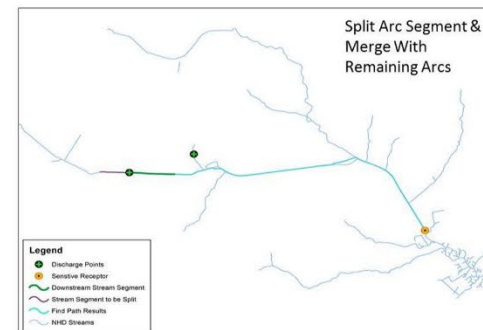 Split Arc Segment &
Merge With
Remaining Arcs
Legend
Discharge Points
Senstive Receptor
Downstream Stream Segment
Stream Segment to be Split
Find Path Results
NHD Streams